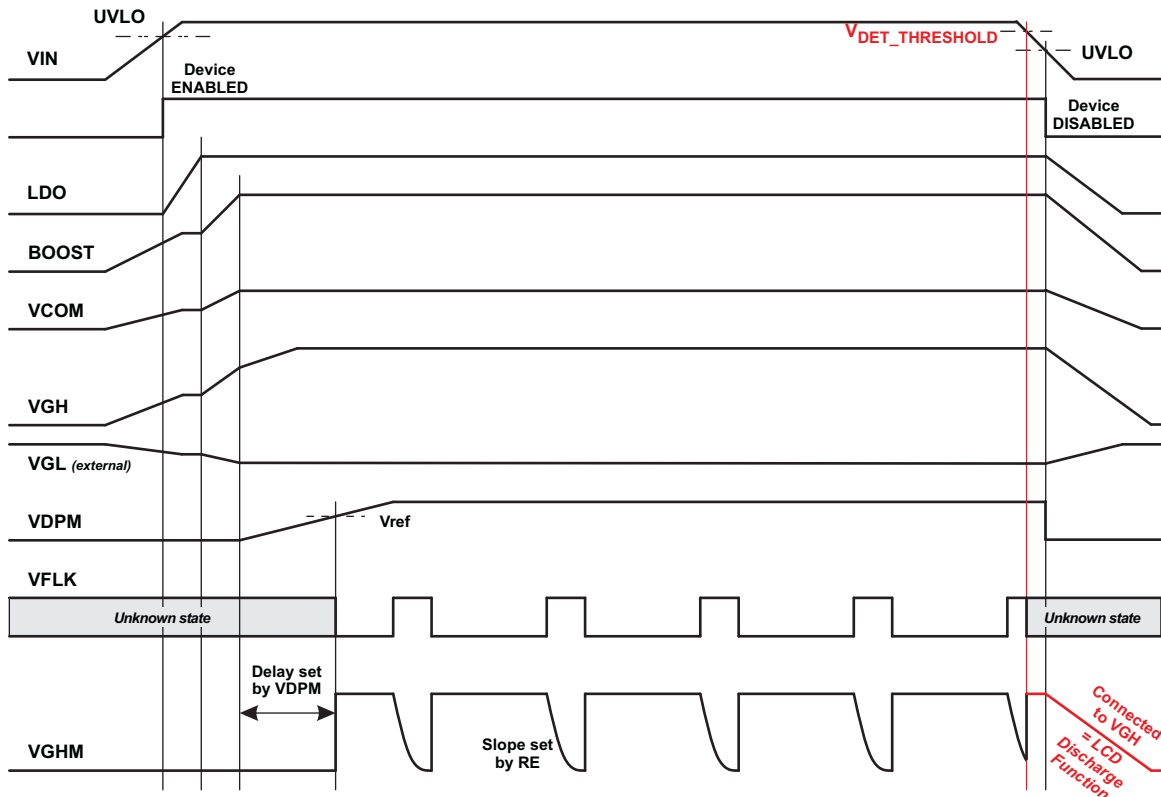 UVLO
VIN
VDET_THRESHOLD
UVLO
Device
ENABLED
Device
DISABLED
LDO
BOOST
VCOM
VGH
VGL (external)
VDPM
Vref
VFLK
Unknown state
Unknown state
Delay set
by VDPM
VGHM
Slope set
by RE
Connected
to VGH
= LCD
Discharge
Function